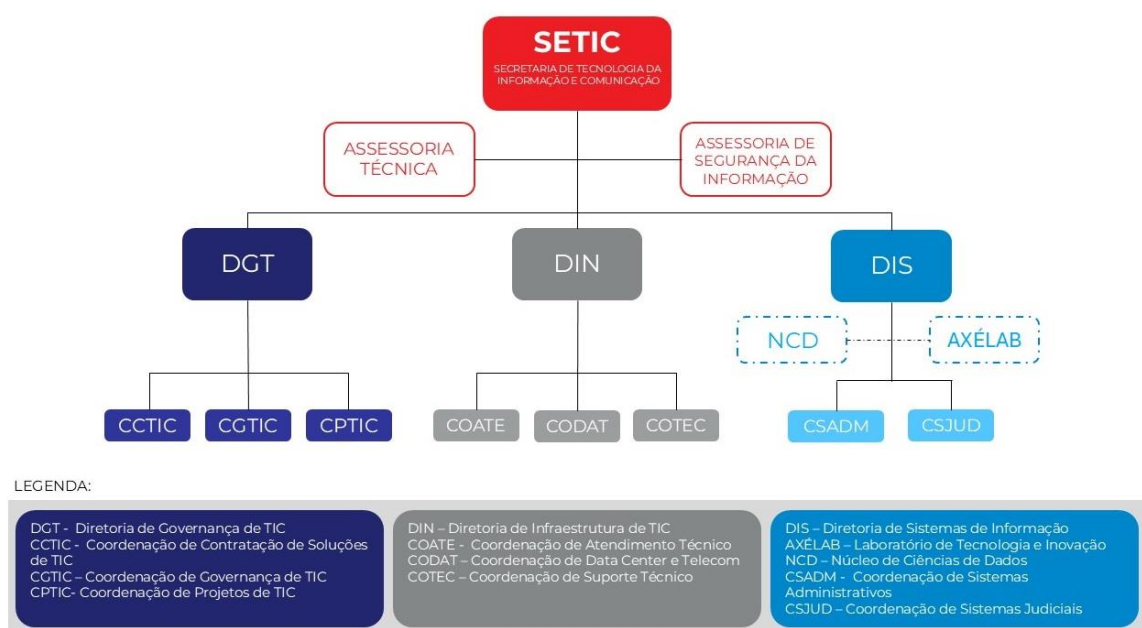 SETIC
SECRETARIA DE TECNOLOGIA DA
INFORMAÇÃO E COMUNICAÇÃO
ASSESSORIA
TÉCNICA
ASSESSORIA DE
SEGURANÇA DA
INFORMAÇÃO
DGT
DIN
DIS
NCD
AXÉLAB
CCTIC
CGTIC
CPTIC
COATE
CODAT
COTEC
CSADM
CSJUD
LEGENDA:
DGT - Diretoria de Governança de TIC
CCTIC - Coordenação de Contratação de Soluções
de TIC
CGTIC – Coordenação de Governança de TIC
CPTIC- Coordenação de Projetos de TIC
DIN – Diretoria de Infraestrutura de TIC
COATE - Coordenação de Atendimento Técnico
CODAT – Coordenação de Data Center e Telecom
COTEC – Coordenação de Suporte Técnico
DIS – Diretoria de Sistemas de Informação
AXÉLAB – Laboratório de Tecnologia e Inovação
NCD – Núcleo de Ciências de Dados
CSADM - Coordenação de Sistemas
Administrativos
CSJUD – Coordenação de Sistemas Judiciais